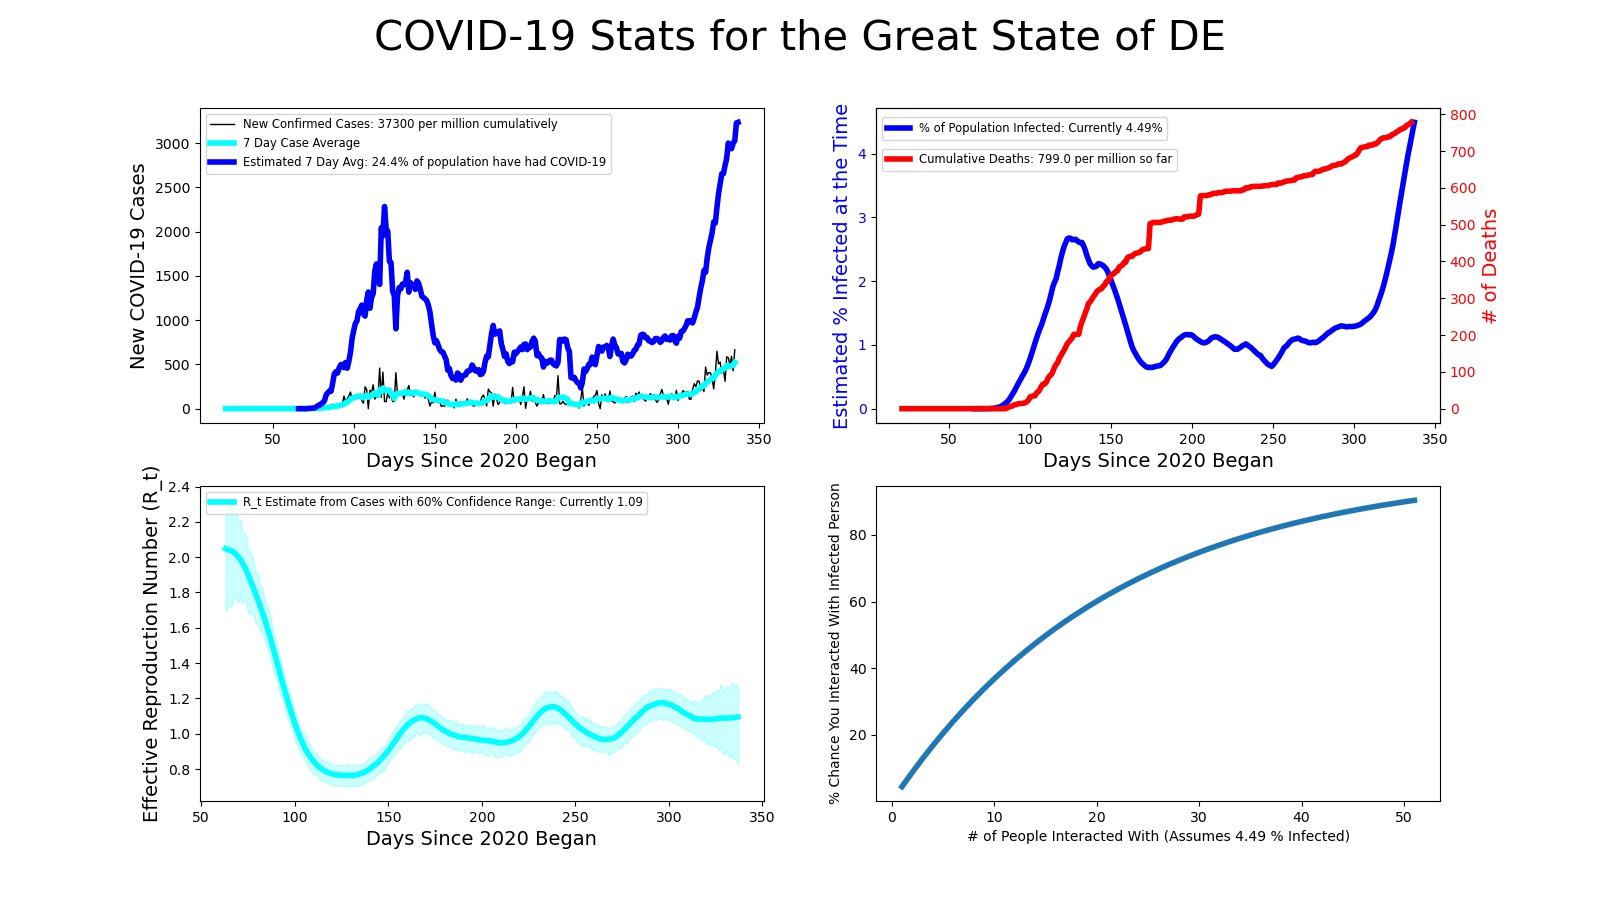 COVID-19 Stats for the Great State of DE
New COVID-19 Cases
3000
2500
2000
1500
1000
500
0
New Confirmed Cases: 37300 per million cumulatively
7 Day Case Average
Estimated 7 Day Avg: 24.4% of population have had COVID-19
50 100 150 200 250 300 350
Days Since 2020 Began
Estimated % Infected at the Time
4
3
2
1
0
% of Population Infected: Currently 4.49%
Cumulative Deaths: 799.0 per million so far
800
700
600
500
400
300
200
100
0
# of Deaths
50 100 150 200 250 300 350
Days Since 2020 Began
Effective Reproduction Number (R_t)
2.4
2.2
2.0
1.8
1.6
1.4
1.2
1.0
0.8
R_t Estimate from Cases with 60% Confidence Range: Currently 1.09
50 100 150 200 250 300 350
Days Since 2020 Began
% Chance You Interacted With Infected Person
80
60
40
20
0 10 20 30 40 50
# of People Interacted With (Assumes 4.49 % Infected)